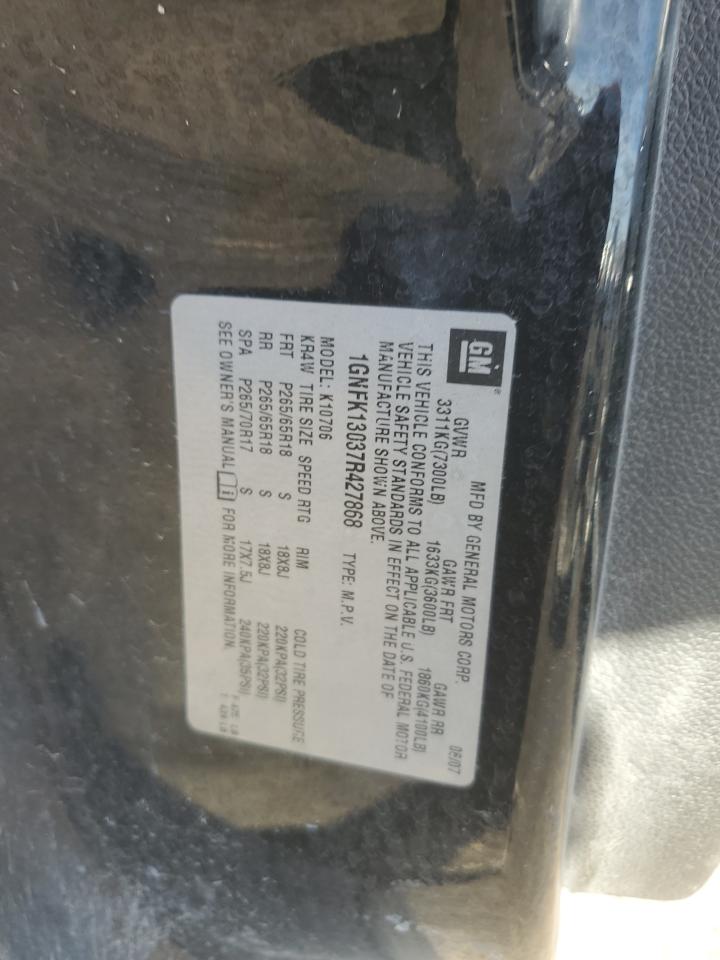 GM®
MFD BY GENERAL MOTORS CORP. 06/07
GVWR GAWR FRT GAWR RR
3311KG(7300LB) 1633KG(3600LB) 1860KG(4100LB)
THIS VEHICLE CONFORMS TO ALL APPLICABLE U.S. FEDERAL MOTOR
VEHICLE SAFETY STANDARDS IN EFFECT ON THE DATE OF
MANUFACTURE SHOWN ABOVE.
1GNFK13037R427868 TYPE: M.P.V.
MODEL: K10706
KR4W TIRE SIZE SPEED RTG RIM COLD TIRE PRESSURE
FRT P265/65R18 S 18X8J 220KPA(32PSI)
RR P265/65R18 S 18X8J 220KPA(32PSI)
SPA P265/70R17 S 17X7.5J 240KPA(35PSI)
SEE OWNER'S MANUAL i FOR MORE INFORMATION.